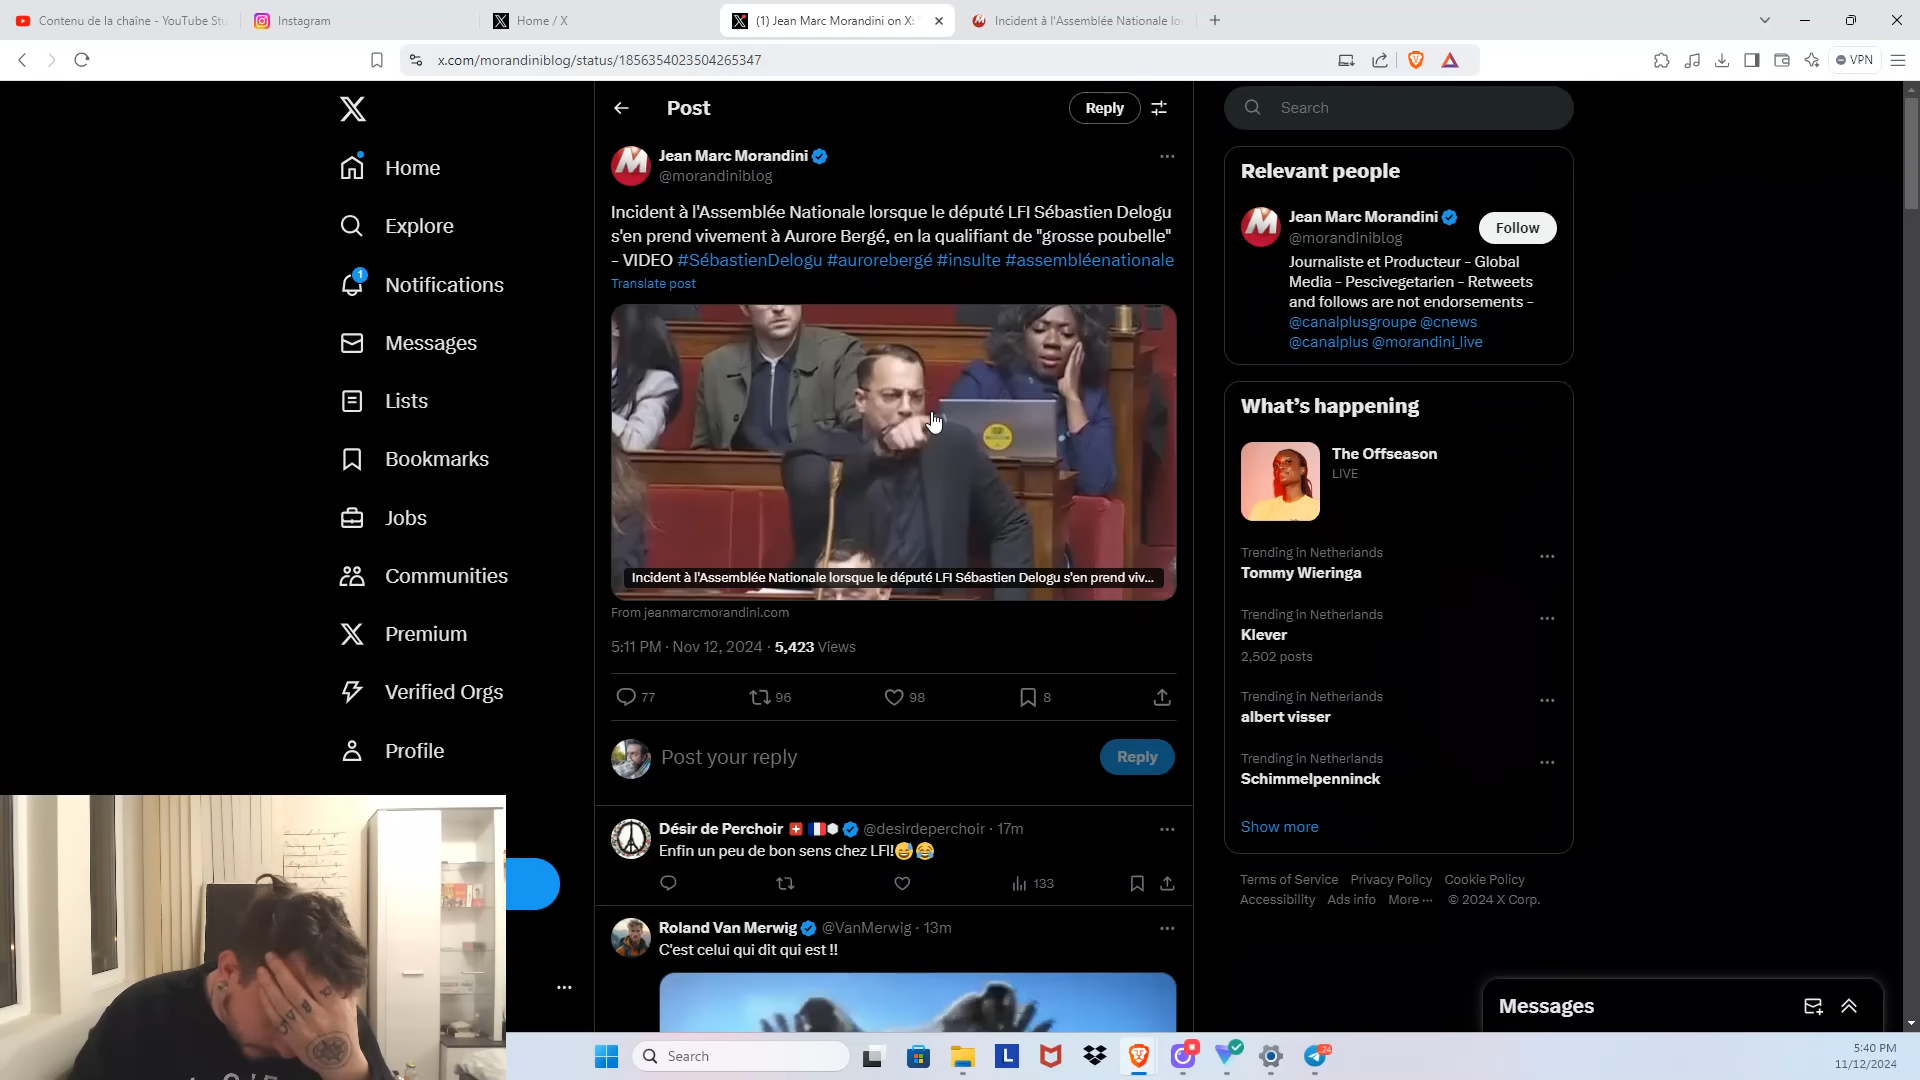 Contenu de la chaîne - YouTube Stu
Instagram
Home / X
(1) Jean Marc Morandini on X: "
Incident à l'Assemblée Nationale lo
x.com/morandiniblog/status/1856354023504265347
VPN
Home
Explore
1
Notifications
Messages
Lists
Bookmarks
Jobs
Communities
Premium
Verified Orgs
Profile
Post
Reply
Jean Marc Morandini
@morandiniblog
Incident à l'Assemblée Nationale lorsque le député LFI Sébastien Delogu
s'en prend vivement à Aurore Bergé, en la qualifiant de "grosse poubelle"
- VIDEO #SébastienDelogu #aurorebergé #insulte #assembléenationale
Translate post
Incident à l'Assemblée Nationale lorsque le député LFI Sébastien Delogu s'en prend viv...
From jeanmarcmorandini.com
5:11 PM · Nov 12, 2024 · 5,423 Views
77
96
98
8
Post your reply
Reply
Désir de Perchoir @desirdeperchoir · 17m
Enfin un peu de bon sens chez LFI!😅😂
133
Roland Van Merwig @VanMerwig · 13m
C'est celui qui dit qui est !!
Search
Relevant people
Jean Marc Morandini
@morandiniblog
Follow
Journaliste et Producteur - Global
Media - Pescivegetarien - Retweets
and follows are not endorsements -
@canalplusgroupe @cnews
@canalplus @morandini_live
What's happening
The Offseason
LIVE
Trending in Netherlands
Tommy Wieringa
Trending in Netherlands
Klever
2,502 posts
Trending in Netherlands
albert visser
Trending in Netherlands
Schimmelpenninck
Show more
Terms of Service Privacy Policy Cookie Policy
Accessibility Ads info More ··· © 2024 X Corp.
Messages
Search
L
24
5:40 PM
11/12/2024